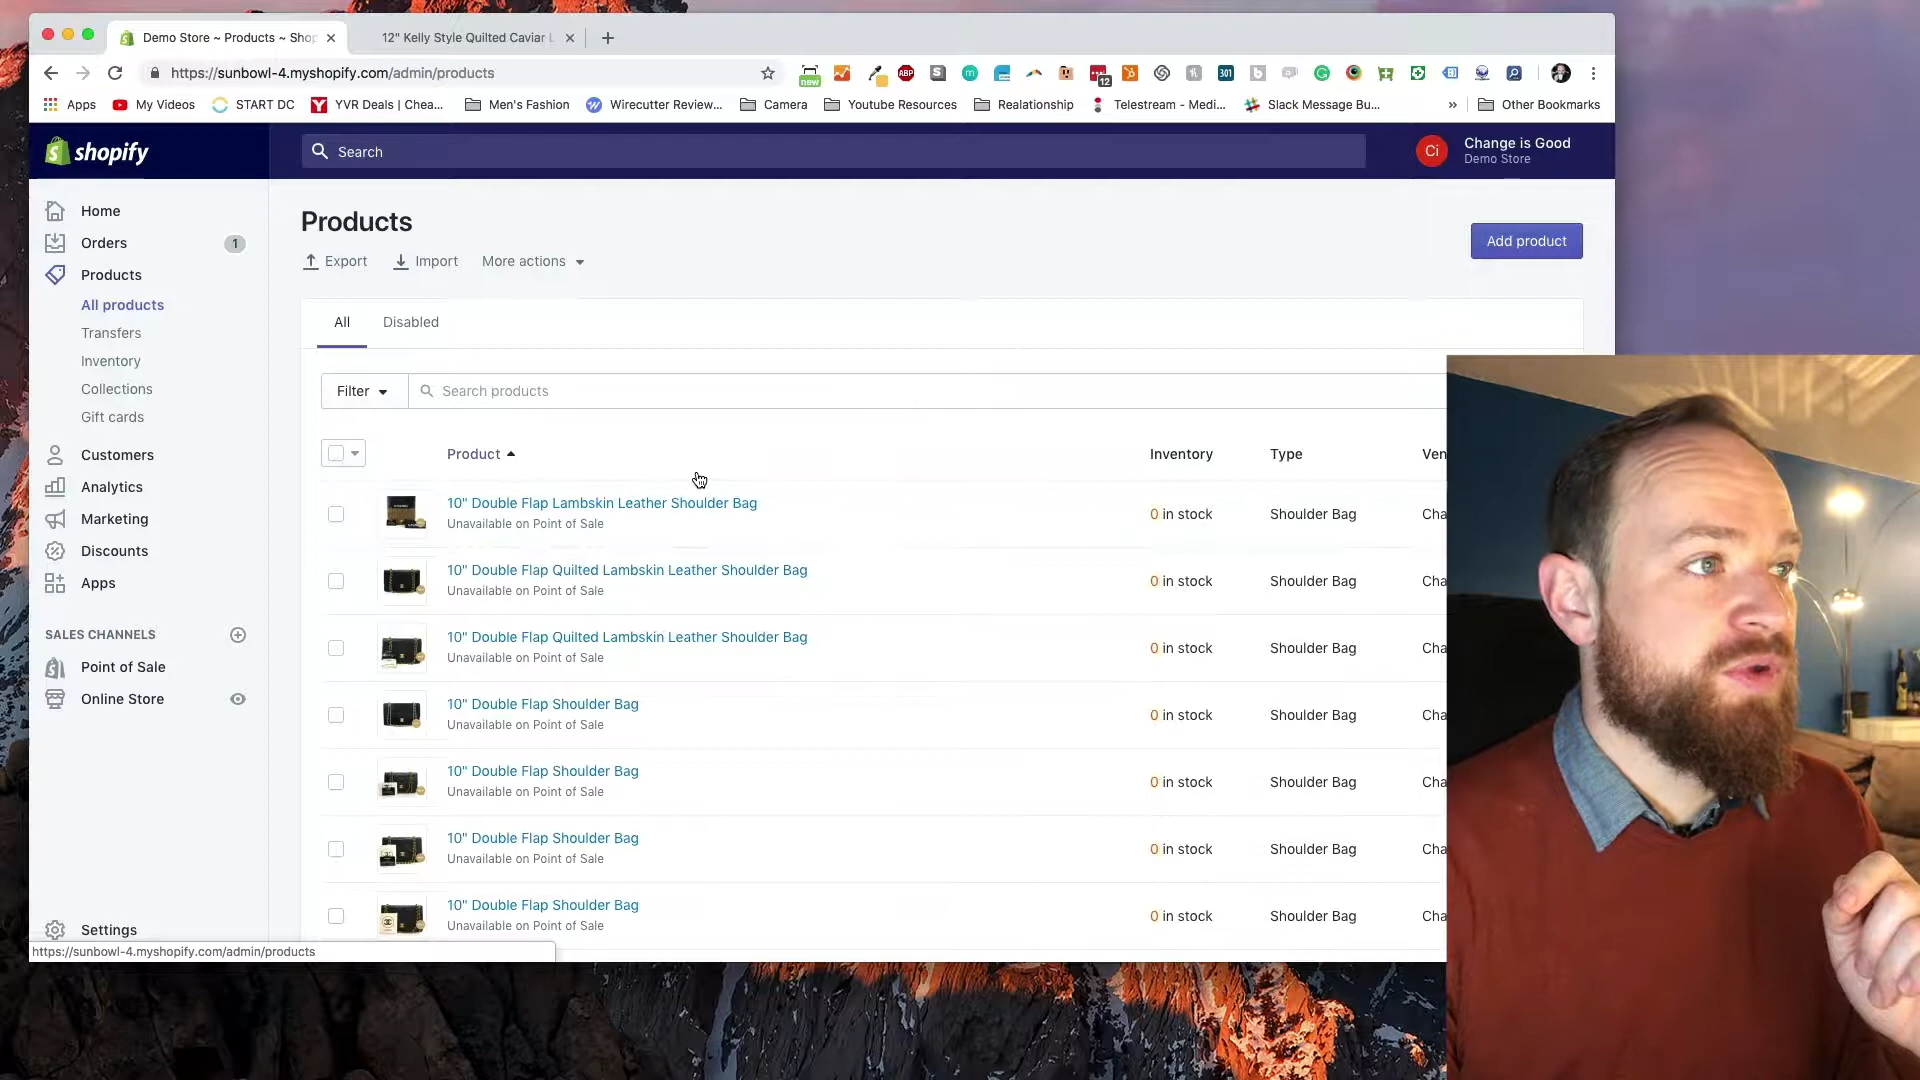 Demo Store ~ Products ~ Shop
12" Kelly Style Quilted Caviar L
https://sunbowl-4.myshopify.com/admin/products
new
ABP
12
301
Apps
My Videos
START DC
YVR Deals | Chea...
Men's Fashion
Wirecutter Review...
Camera
Youtube Resources
Realationship
Telestream - Medi...
Slack Message Bu...
»
Other Bookmarks
shopify
Search
Ci
Change is Good
Demo Store
Home
Orders
1
Products
All products
Transfers
Inventory
Collections
Gift cards
Customers
Analytics
Marketing
Discounts
Apps
SALES CHANNELS
Point of Sale
Online Store
Settings
https://sunbowl-4.myshopify.com/admin/products
Products
Export
Import
More actions
Add product
All
Disabled
Filter
Search products
Product
Inventory
Type
Ven
10" Double Flap Lambskin Leather Shoulder Bag
Unavailable on Point of Sale
0 in stock
Shoulder Bag
Cha
10" Double Flap Quilted Lambskin Leather Shoulder Bag
Unavailable on Point of Sale
0 in stock
Shoulder Bag
Cha
10" Double Flap Quilted Lambskin Leather Shoulder Bag
Unavailable on Point of Sale
0 in stock
Shoulder Bag
Cha
10" Double Flap Shoulder Bag
Unavailable on Point of Sale
0 in stock
Shoulder Bag
Cha
10" Double Flap Shoulder Bag
Unavailable on Point of Sale
0 in stock
Shoulder Bag
Cha
10" Double Flap Shoulder Bag
Unavailable on Point of Sale
0 in stock
Shoulder Bag
Cha
10" Double Flap Shoulder Bag
Unavailable on Point of Sale
0 in stock
Shoulder Bag
Cha